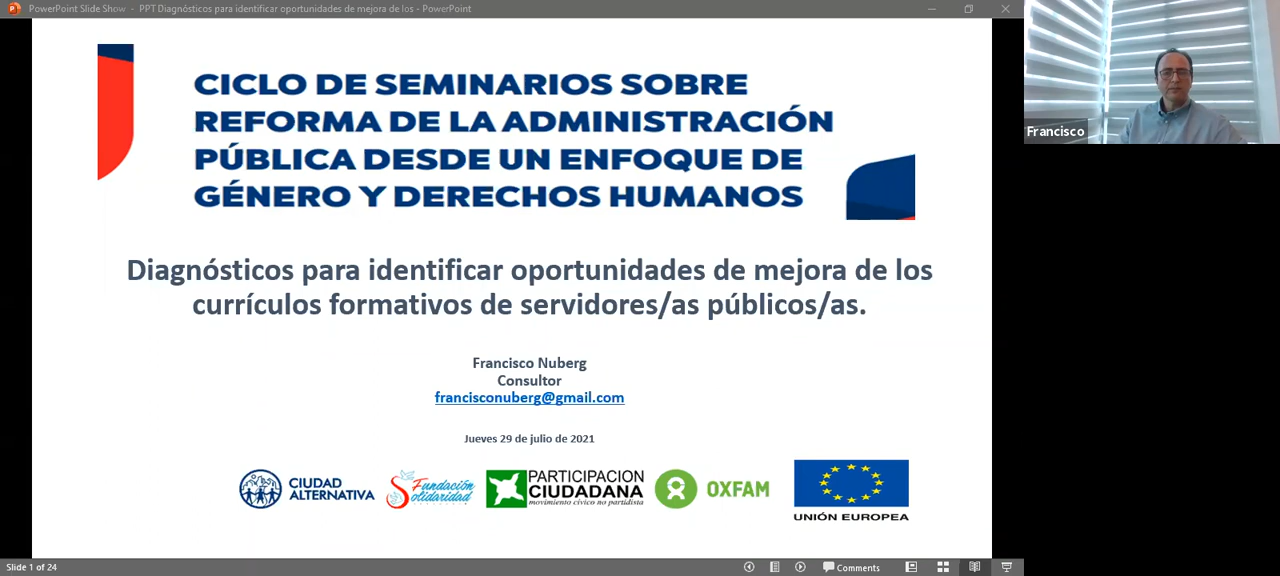 PowerPoint Slide Show - PPT Diagnósticos para identificar oportunidades de mejora de los - PowerPoint
CICLO DE SEMINARIOS SOBRE
REFORMA DE LA ADMINISTRACIÓN
PÚBLICA DESDE UN ENFOQUE DE
GÉNERO Y DERECHOS HUMANOS
Francisco
Diagnósticos para identificar oportunidades de mejora de los
currículos formativos de servidores/as públicos/as.
Francisco Nuberg
Consultor
francisconuberg@gmail.com
Jueves 29 de julio de 2021
CIUDAD
ALTERNATIVA
Fundación
Solidaridad
PARTICIPACION
CIUDADANA
movimiento cívico no partidista
OXFAM
UNIÓN EUROPEA
Slide 1 of 24
Comments